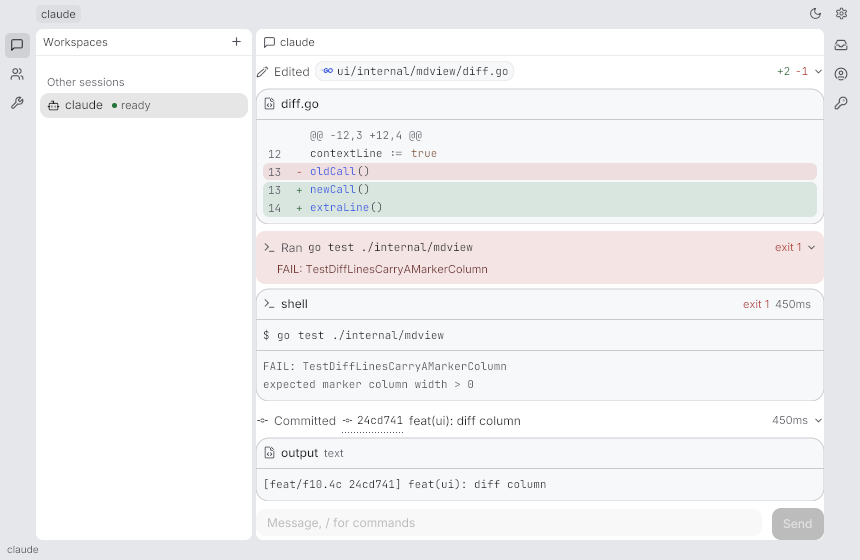 claude
Workspaces
+
Other sessions
claude ready
claude
Edited ui/internal/mdview/diff.go +2 -1
diff.go
@@ -12,3 +12,4 @@
12 contextLine := true
13 - oldCall()
13 + newCall()
14 + extraLine()
>_ Ran go test ./internal/mdview exit 1
FAIL: TestDiffLinesCarryAMarkerColumn
>_ shell exit 1 450ms
$ go test ./internal/mdview
FAIL: TestDiffLinesCarryAMarkerColumn
expected marker column width > 0
Committed 24cd741 feat(ui): diff column 450ms
output text
[feat/f10.4c 24cd741] feat(ui): diff column
Message, / for commands
Send
claude